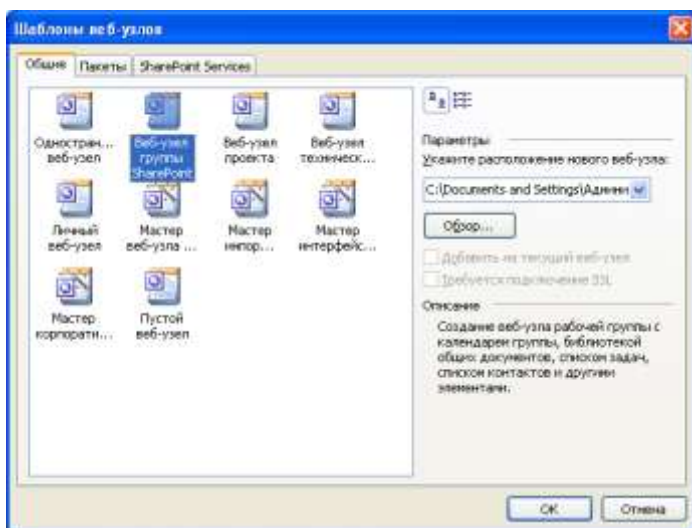 Шаблоны веб-узлов
Общие Пакеты SharePoint Services
Одностран... Веб-узел Веб-узел Веб-узел
веб-узел группы проекта техническ...
SharePoint
Личный Мастер Мастер Мастер
веб-узел веб-узла ... импор... интерфейс...
Мастер Пустой
корпорати... веб-узел
Параметры
Укажите расположение нового веб-узла:
C:\Documents and Settings\Админи
Обзор...
Добавить на текущий веб-узел
Требуется подключение SSL
Описание
Создание веб-узла рабочей группы с
календарем группы, библиотекой
общих документов, списком задач,
списком контактов и другими
элементами.
OK Отмена